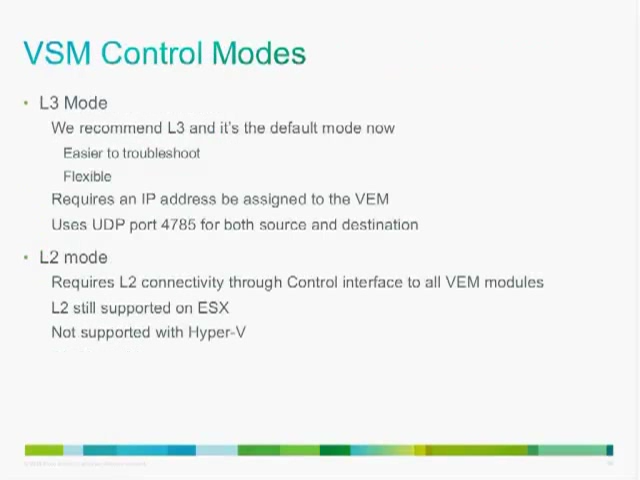 VSM Control Modes
• L3 Mode
We recommend L3 and it's the default mode now
Easier to troubleshoot
Flexible
Requires an IP address be assigned to the VEM
Uses UDP port 4785 for both source and destination
• L2 mode
Requires L2 connectivity through Control interface to all VEM modules
L2 still supported on ESX
Not supported with Hyper-V